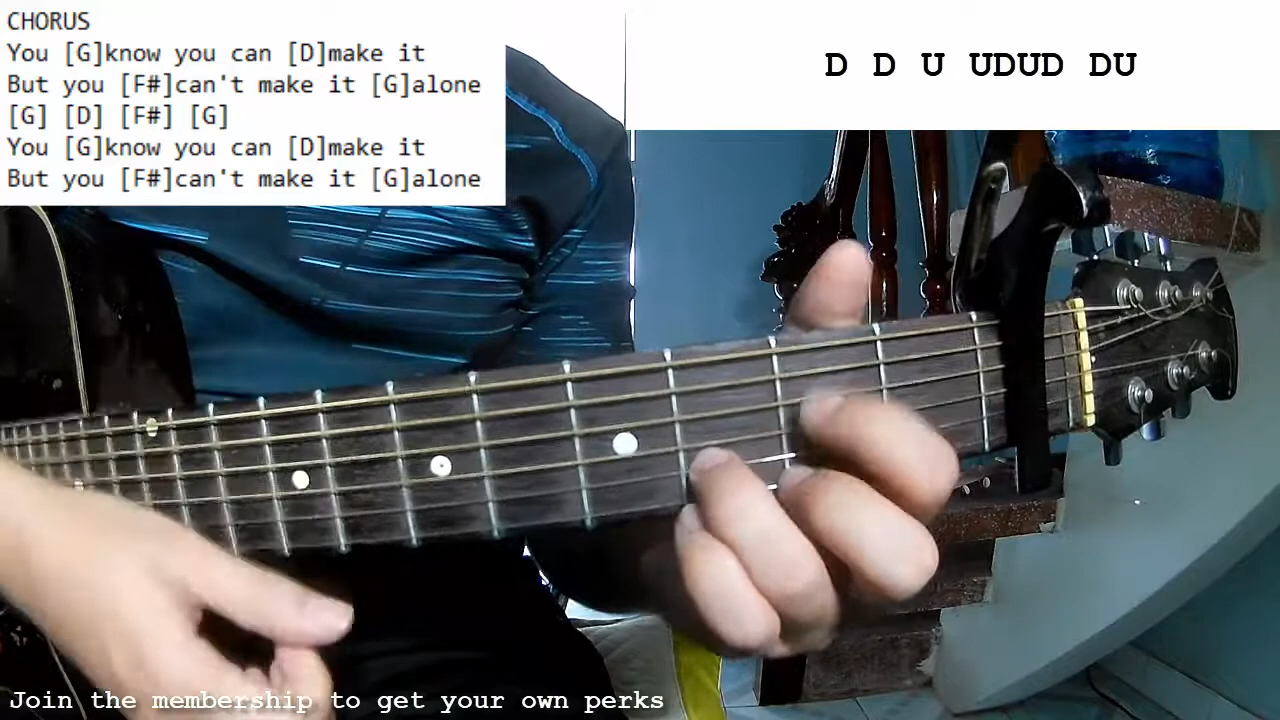 CHORUS
You [G]know you can [D]make it
But you [F#]can't make it [G]alone
[G] [D] [F#] [G]
You [G]know you can [D]make it
But you [F#]can't make it [G]alone
D D U UDUD DU
Join the membership to get your own perks